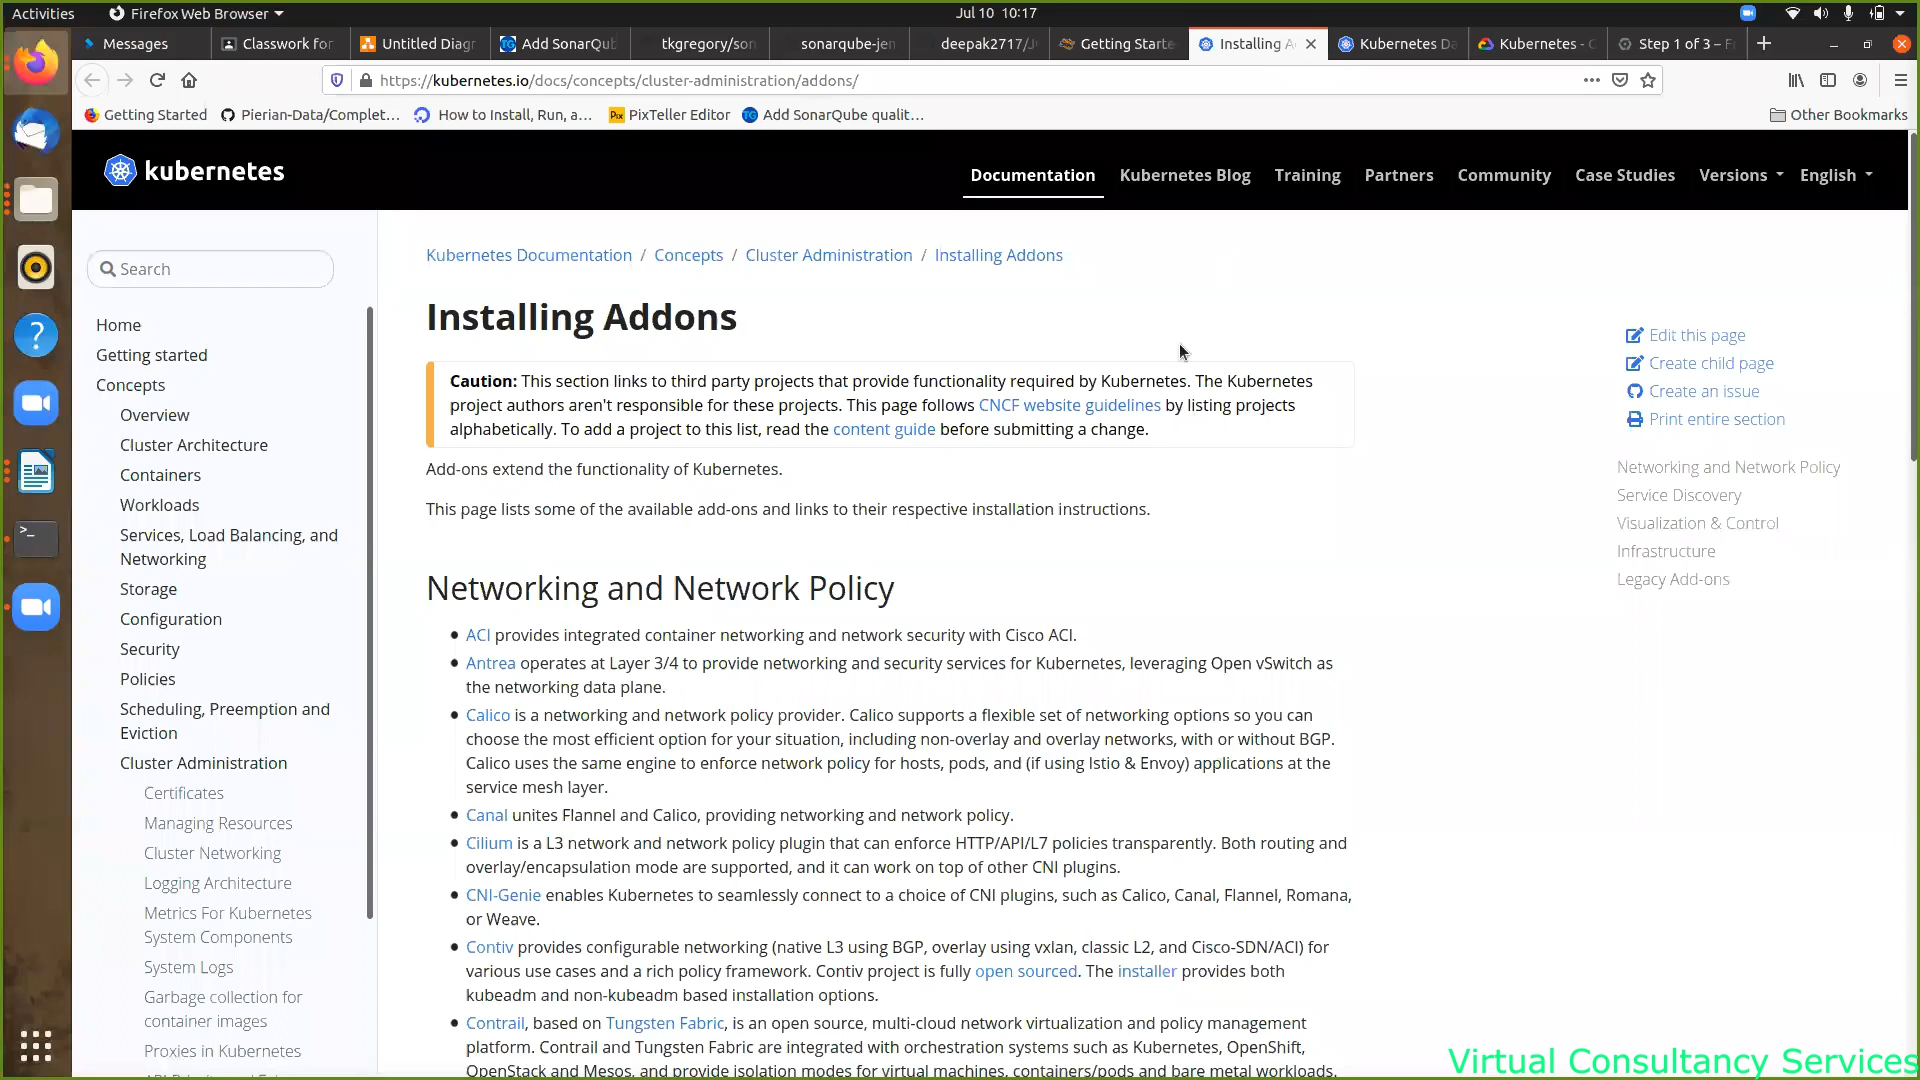 Activities
Firefox Web Browser
Jul 10 10:17
Messages
Classwork for
Untitled Diagr
Add SonarQub
tkgregory/son
sonarqube-jen
deepak2717/J
Getting Starte
Installing A
Kubernetes Da
Kubernetes - C
Step 1 of 3 – F
https://kubernetes.io/docs/concepts/cluster-administration/addons/
Getting Started
Pierian-Data/Complet…
How to Install, Run, a…
Pix
PixTeller Editor
TG
Add SonarQube qualit…
Other Bookmarks
kubernetes
Documentation
Kubernetes Blog
Training
Partners
Community
Case Studies
Versions
English
Search
Home
Getting started
Concepts
Overview
Cluster Architecture
Containers
Workloads
Services, Load Balancing, and
Networking
Storage
Configuration
Security
Policies
Scheduling, Preemption and
Eviction
Cluster Administration
Certificates
Managing Resources
Cluster Networking
Logging Architecture
Metrics For Kubernetes
System Components
System Logs
Garbage collection for
container images
Proxies in Kubernetes
Kubernetes Documentation / Concepts / Cluster Administration / Installing Addons
Installing Addons
Caution: This section links to third party projects that provide functionality required by Kubernetes. The Kubernetes
project authors aren't responsible for these projects. This page follows CNCF website guidelines by listing projects
alphabetically. To add a project to this list, read the content guide before submitting a change.
Add-ons extend the functionality of Kubernetes.
This page lists some of the available add-ons and links to their respective installation instructions.
Networking and Network Policy
ACI provides integrated container networking and network security with Cisco ACI.
Antrea operates at Layer 3/4 to provide networking and security services for Kubernetes, leveraging Open vSwitch as
the networking data plane.
Calico is a networking and network policy provider. Calico supports a flexible set of networking options so you can
choose the most efficient option for your situation, including non-overlay and overlay networks, with or without BGP.
Calico uses the same engine to enforce network policy for hosts, pods, and (if using Istio & Envoy) applications at the
service mesh layer.
Canal unites Flannel and Calico, providing networking and network policy.
Cilium is a L3 network and network policy plugin that can enforce HTTP/API/L7 policies transparently. Both routing and
overlay/encapsulation mode are supported, and it can work on top of other CNI plugins.
CNI-Genie enables Kubernetes to seamlessly connect to a choice of CNI plugins, such as Calico, Canal, Flannel, Romana,
or Weave.
Contiv provides configurable networking (native L3 using BGP, overlay using vxlan, classic L2, and Cisco-SDN/ACI) for
various use cases and a rich policy framework. Contiv project is fully open sourced. The installer provides both
kubeadm and non-kubeadm based installation options.
Contrail, based on Tungsten Fabric, is an open source, multi-cloud network virtualization and policy management
platform. Contrail and Tungsten Fabric are integrated with orchestration systems such as Kubernetes, OpenShift,
OpenStack and Mesos, and provide isolation modes for virtual machines, containers/pods and bare metal workloads.
Edit this page
Create child page
Create an issue
Print entire section
Networking and Network Policy
Service Discovery
Visualization & Control
Infrastructure
Legacy Add-ons
Virtual Consultancy Services